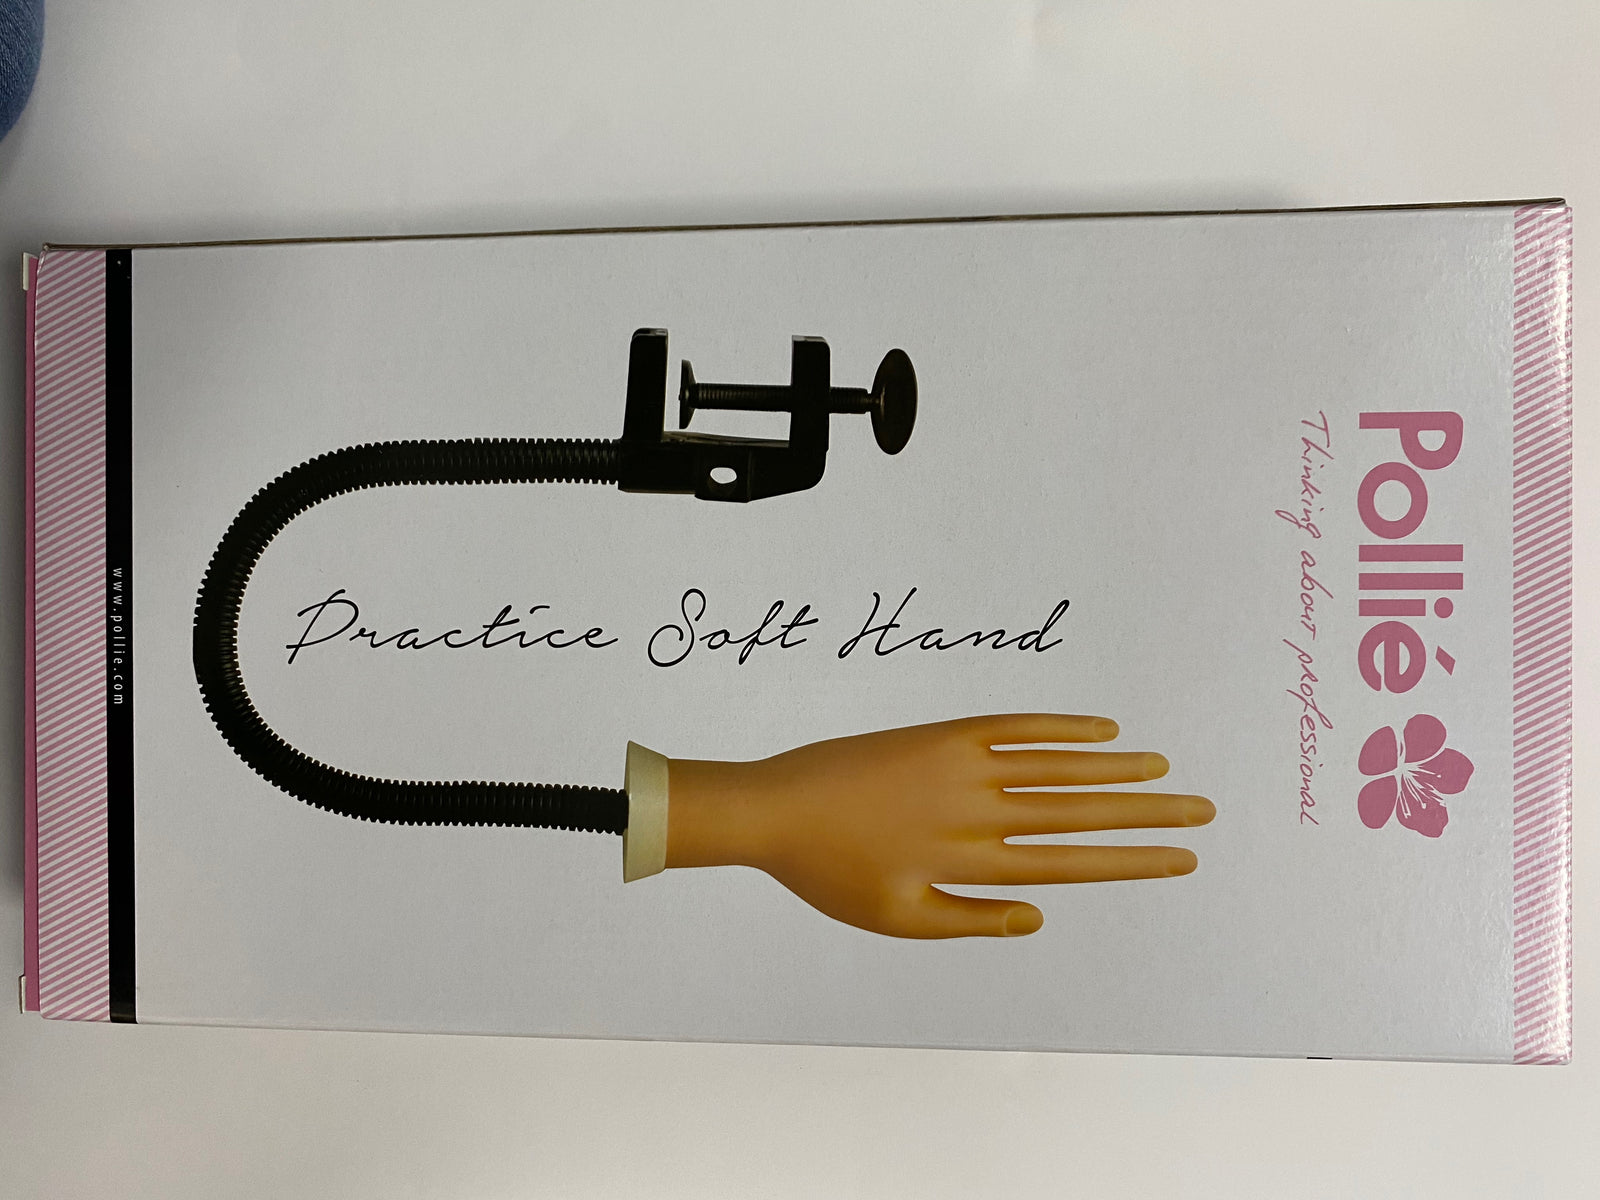 Pollié
Thinking about professional
Practice Soft Hand
www.pollie.com